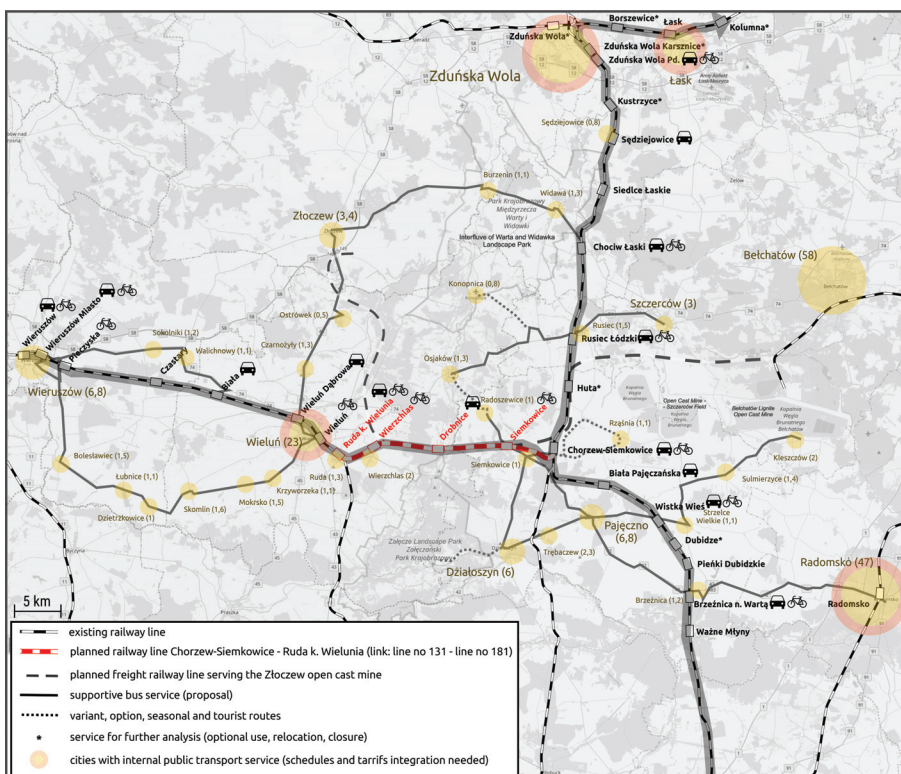 Borszewice*
Łask
Kolumna*
Zduńska Wola*
Zduńska Wola Karsznice*
Zduńska Wola Pd.
Zduńska Wola
Łask
Kustrzyce*
Sędziejowice (0,8)
Sędziejowice
Burzenin (1,1)
Widawa (1,3)
Siedlce Łaskie
Zelów
Park Krajobrazowy
Międzyrzecza
Warty i
Widawki
Interfluve of Warta and Widawka
Landscape Park
Złoczew (3,4)
Chociw Łaski
Bełchatów (58)
Bełchatów
Konopnica (0,8)
Szczerców (3)
Ostrówek (0,5)
Rusiec (1,5)
Rusiec Łódzki
Wieruszów
Wieruszów Miasto
Pieczyska
Sokolniki (1,2)
Walichnowy (1,1)
Czarnożyły (1,3)
Osjaków (1,3)
Czastary
Biała
Wieluń Dąbrowa
Wieluń
Wieruszów (6,8)
Huta*
Radoszewice (1)
Ruda k. Wielunia
Wierzchlas
Drobnice
Siemkowice
Kopalnia
Węgla
Brunatnego
Open Cast Mine -
Szczerców Field
Bełchatów Lignite
Open Cast Mine
Kopalnia
Węgla
Brunatnego
Bełchatów
Rząśnia (1,1)
Wieluń (23)
Chorzew-Siemkowice
Kleszczów (2)
Bolesławiec (1,5)
Ruda (1,3)
Wierzchlas (2)
Siemkowice (1)
Biała Pajęczańska
Sulmierzyce (1,4)
Łubnice (1,1)
Krzyworzeka (1,1)
Mokrsko (1,5)
Skomlin (1,6)
Dzietrzkowice (1)
Wistka Wieś
Strzelce
Wielkie (1,1)
Pajęczno
(6,8)
Dubidze*
Załęcze Landscape Park
Załęczański
Park Krajobrazowy
Trębaczew (2,3)
Działoszyn (6)
Pieńki Dubidzkie
Radomskó (47)
Brzeźnica (1,2)
Brzeźnica n. Wartą
Radomsko
Praszka
Ważne Młyny
5 km
existing railway line
planned railway line Chorzew-Siemkowice - Ruda k. Wielunia (link: line no 131 - line no 181)
planned freight railway line serving the Złoczew open cast mine
supportive bus service (proposal)
variant, option, seasonal and tourist routes
* service for further analysis (optional use, relocation, closure)
cities with internal public transport service (schedules and tarrifs integration needed)